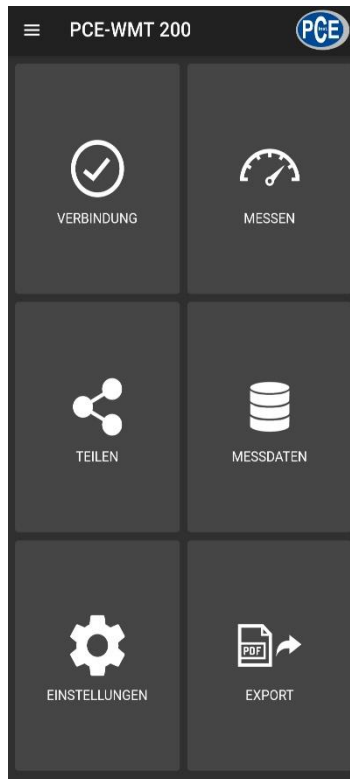 PCE-WMT 200
PCE
VERBINDUNG
MESSEN
TEILEN
MESSDATEN
EINSTELLUNGEN
PDF
EXPORT